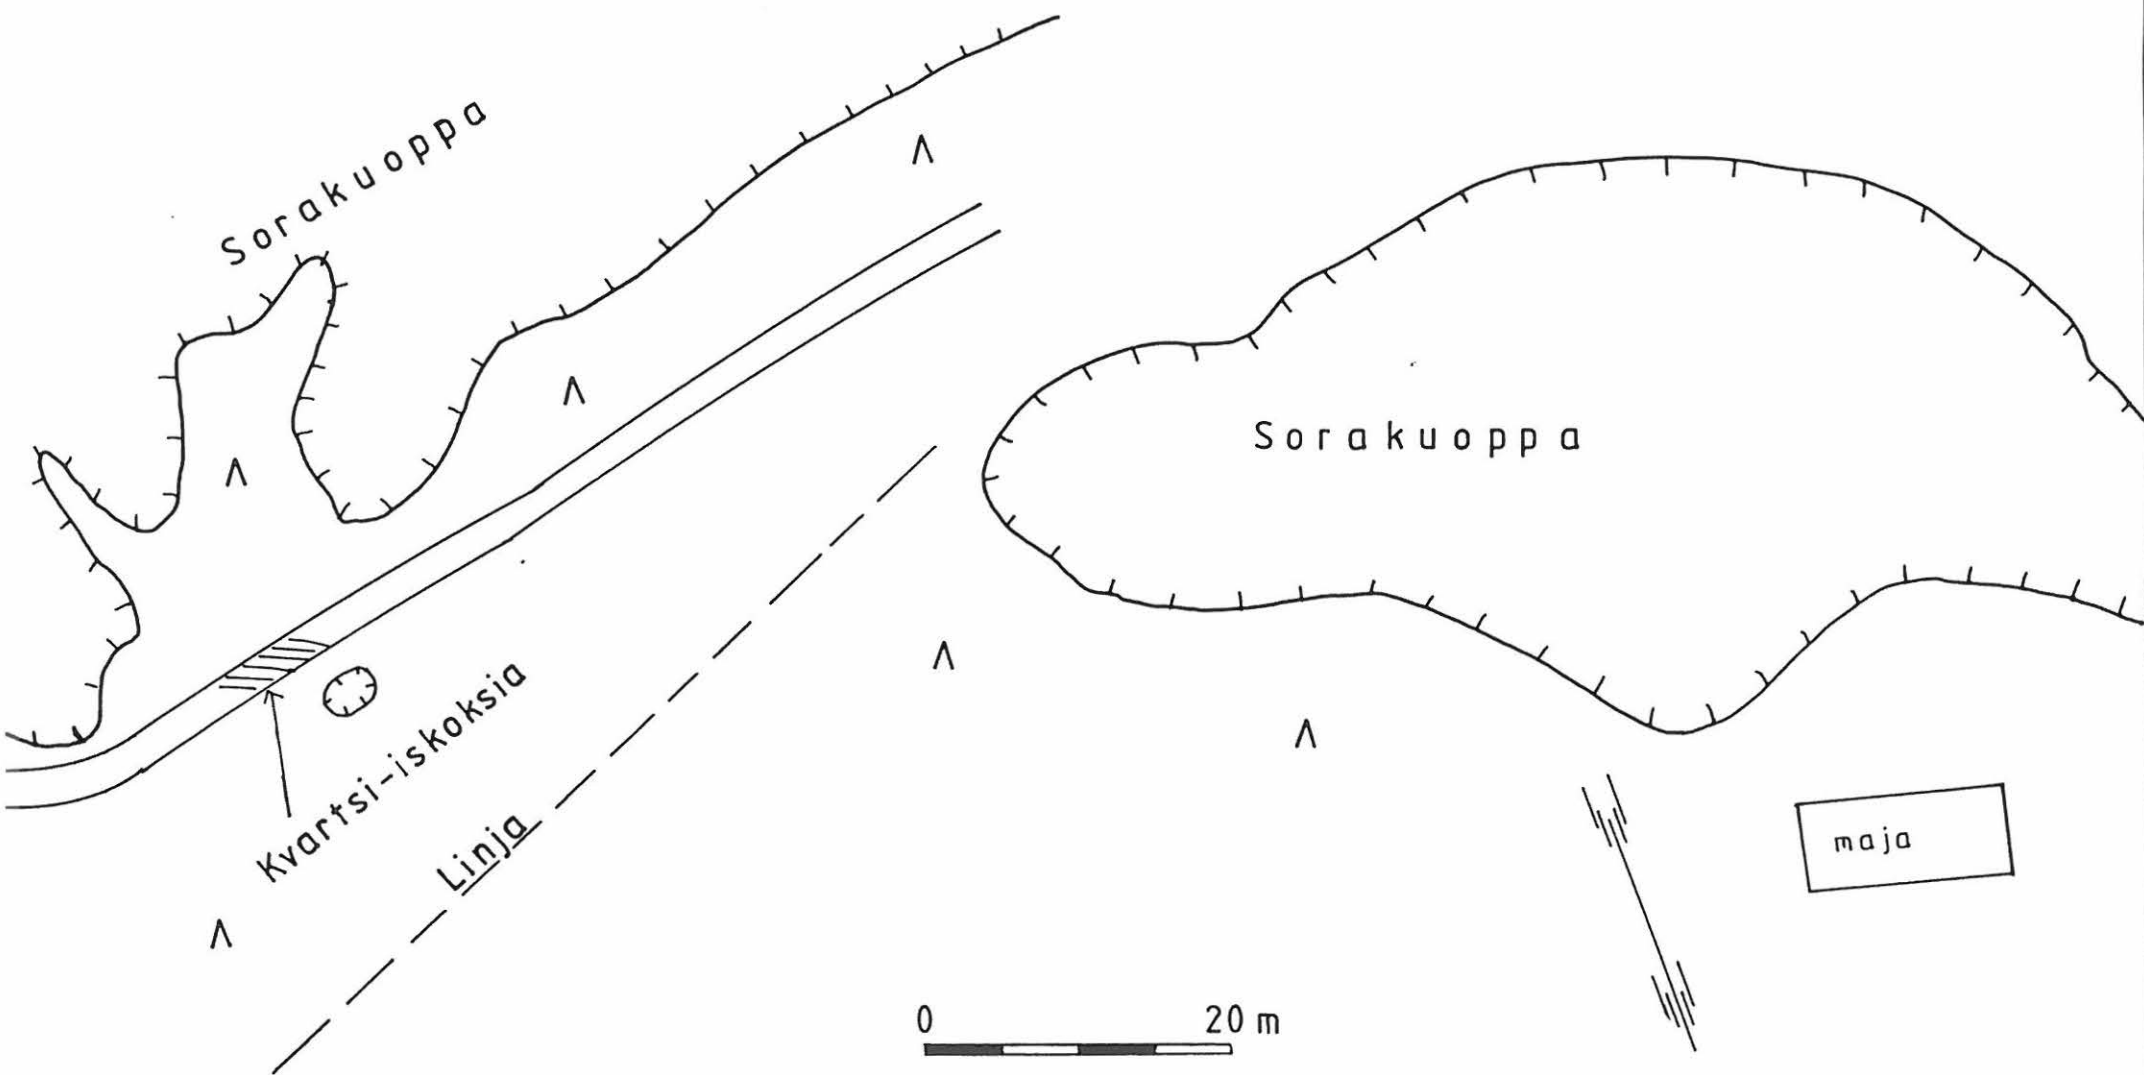 Sorakuoppa
Sorakuoppa
Kvartsi-iskoksia
Linja
maja
0 20 m